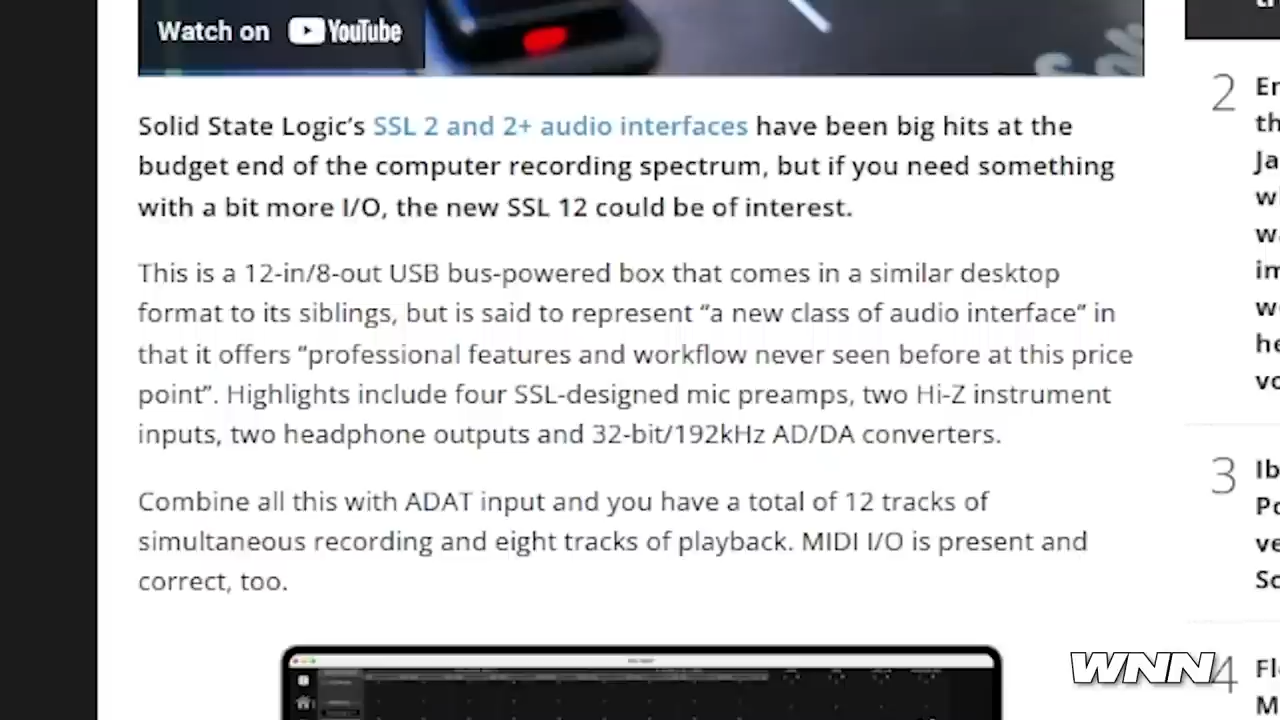 Watch on YouTube
Solid State Logic’s SSL 2 and 2+ audio interfaces have been big hits at the
budget end of the computer recording spectrum, but if you need something
with a bit more I/O, the new SSL 12 could be of interest.
This is a 12-in/8-out USB bus-powered box that comes in a similar desktop
format to its siblings, but is said to represent “a new class of audio interface” in
that it offers “professional features and workflow never seen before at this price
point”. Highlights include four SSL-designed mic preamps, two Hi-Z instrument
inputs, two headphone outputs and 32-bit/192kHz AD/DA converters.
Combine all this with ADAT input and you have a total of 12 tracks of
simultaneous recording and eight tracks of playback. MIDI I/O is present and
correct, too.
2
3
4
WNN